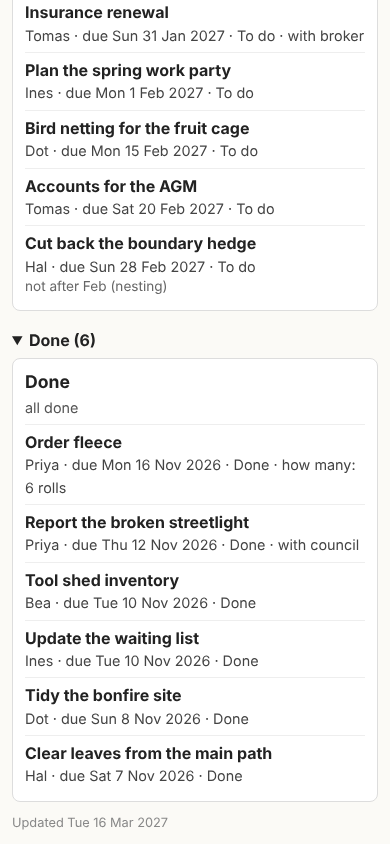 Insurance renewal
Tomas · due Sun 31 Jan 2027 · To do · with broker
Plan the spring work party
Ines · due Mon 1 Feb 2027 · To do
Bird netting for the fruit cage
Dot · due Mon 15 Feb 2027 · To do
Accounts for the AGM
Tomas · due Sat 20 Feb 2027 · To do
Cut back the boundary hedge
Hal · due Sun 28 Feb 2027 · To do
not after Feb (nesting)
▼ Done (6)
Done
all done
Order fleece
Priya · due Mon 16 Nov 2026 · Done · how many:
6 rolls
Report the broken streetlight
Priya · due Thu 12 Nov 2026 · Done · with council
Tool shed inventory
Bea · due Tue 10 Nov 2026 · Done
Update the waiting list
Ines · due Tue 10 Nov 2026 · Done
Tidy the bonfire site
Dot · due Sun 8 Nov 2026 · Done
Clear leaves from the main path
Hal · due Sat 7 Nov 2026 · Done
Updated Tue 16 Mar 2027